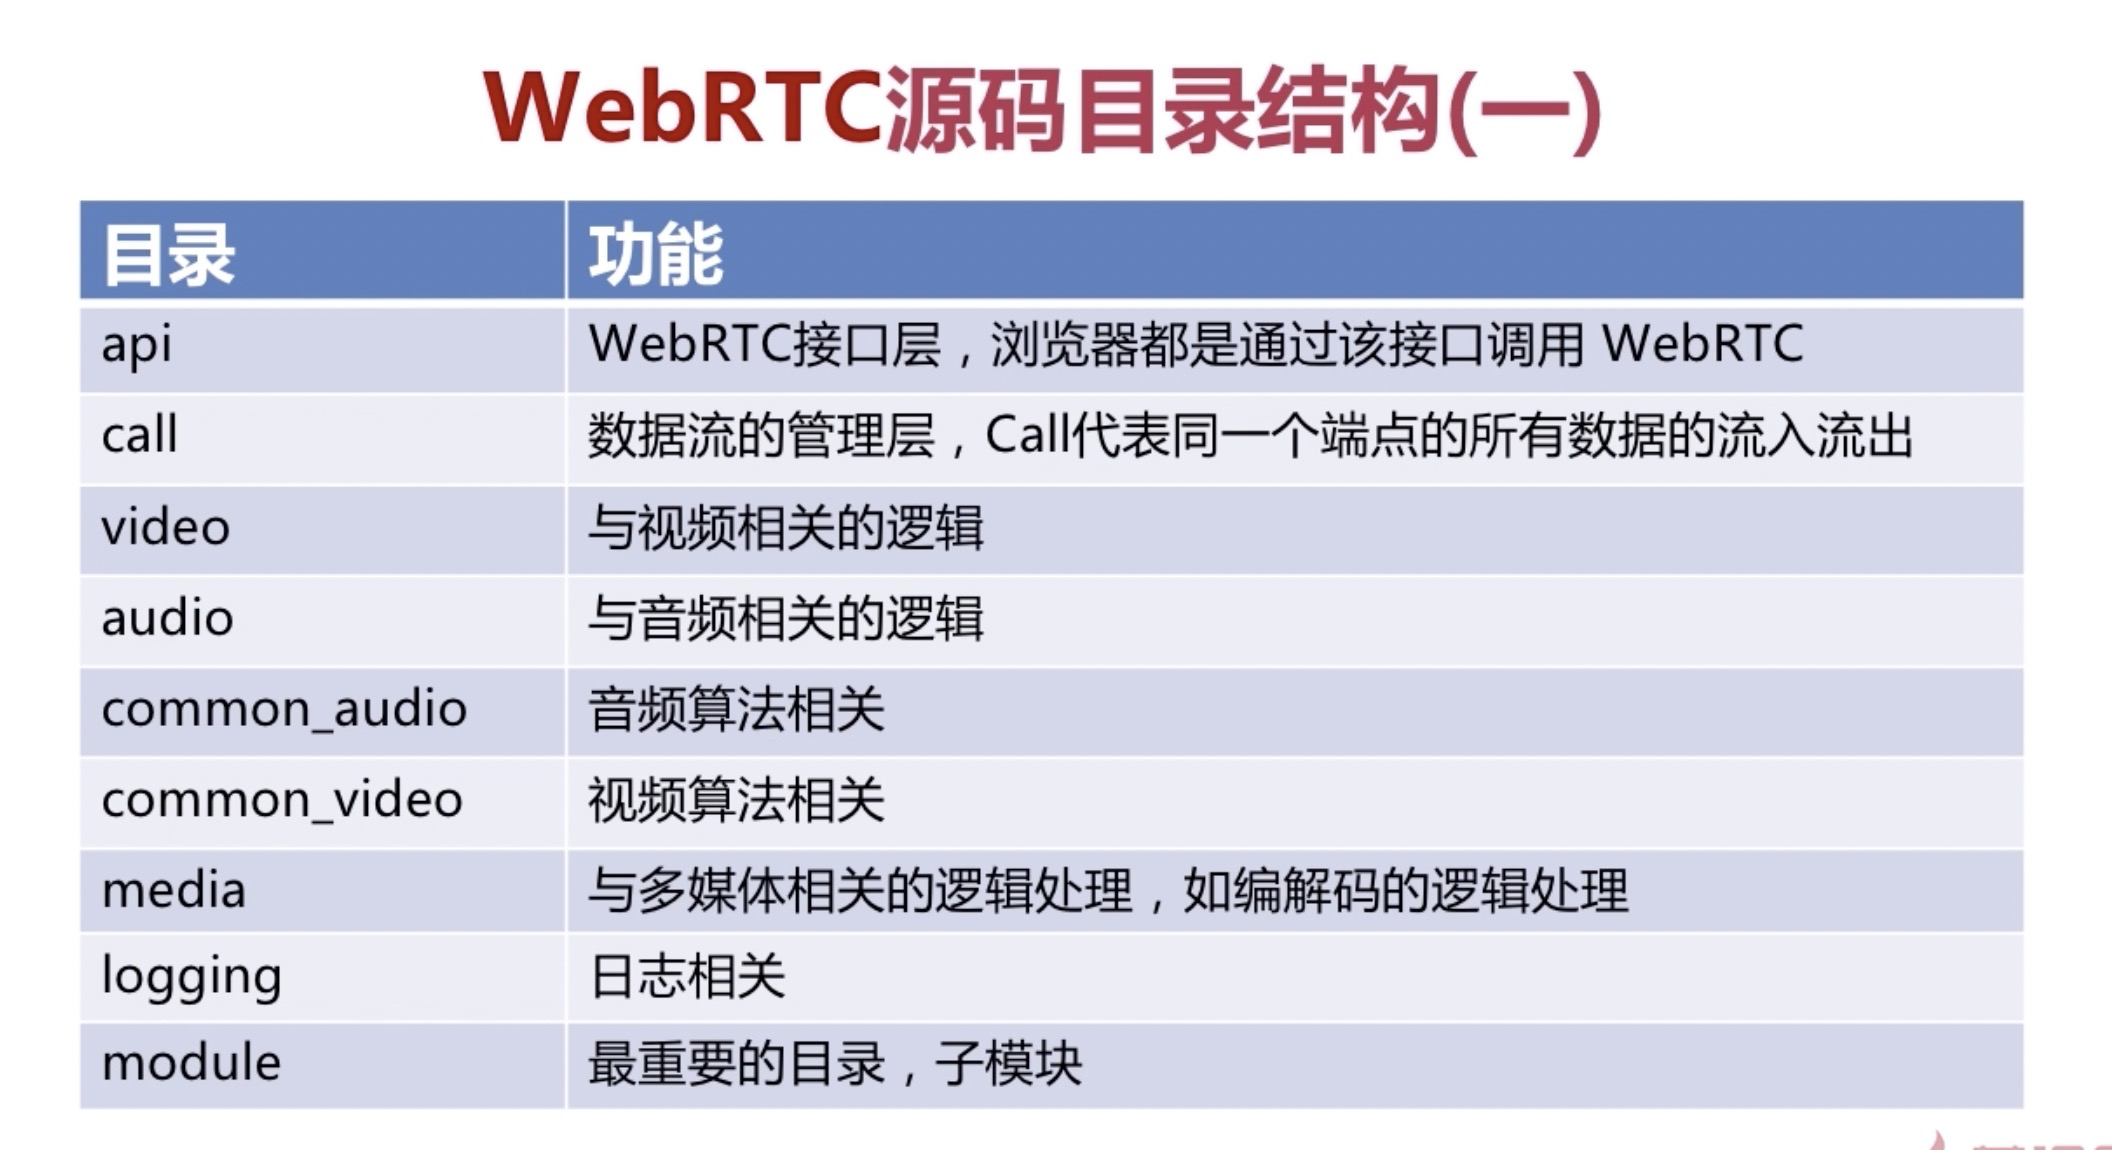 WebRTC源码目录结构(一)
目录 功能
api WebRTC接口层，浏览器都是通过该接口调用 WebRTC
call 数据流的管理层，Call代表同一个端点的所有数据的流入流出
video 与视频相关的逻辑
audio 与音频相关的逻辑
common_audio 音频算法相关
common_video 视频算法相关
media 与多媒体相关的逻辑处理，如编解码的逻辑处理
logging 日志相关
module 最重要的目录，子模块